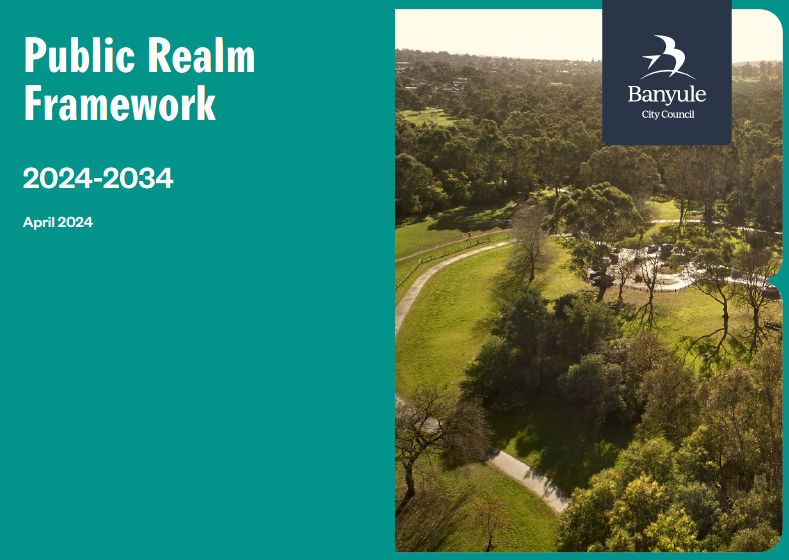 Public Realm
Framework
2024-2034
April 2024
Banyule
City Council